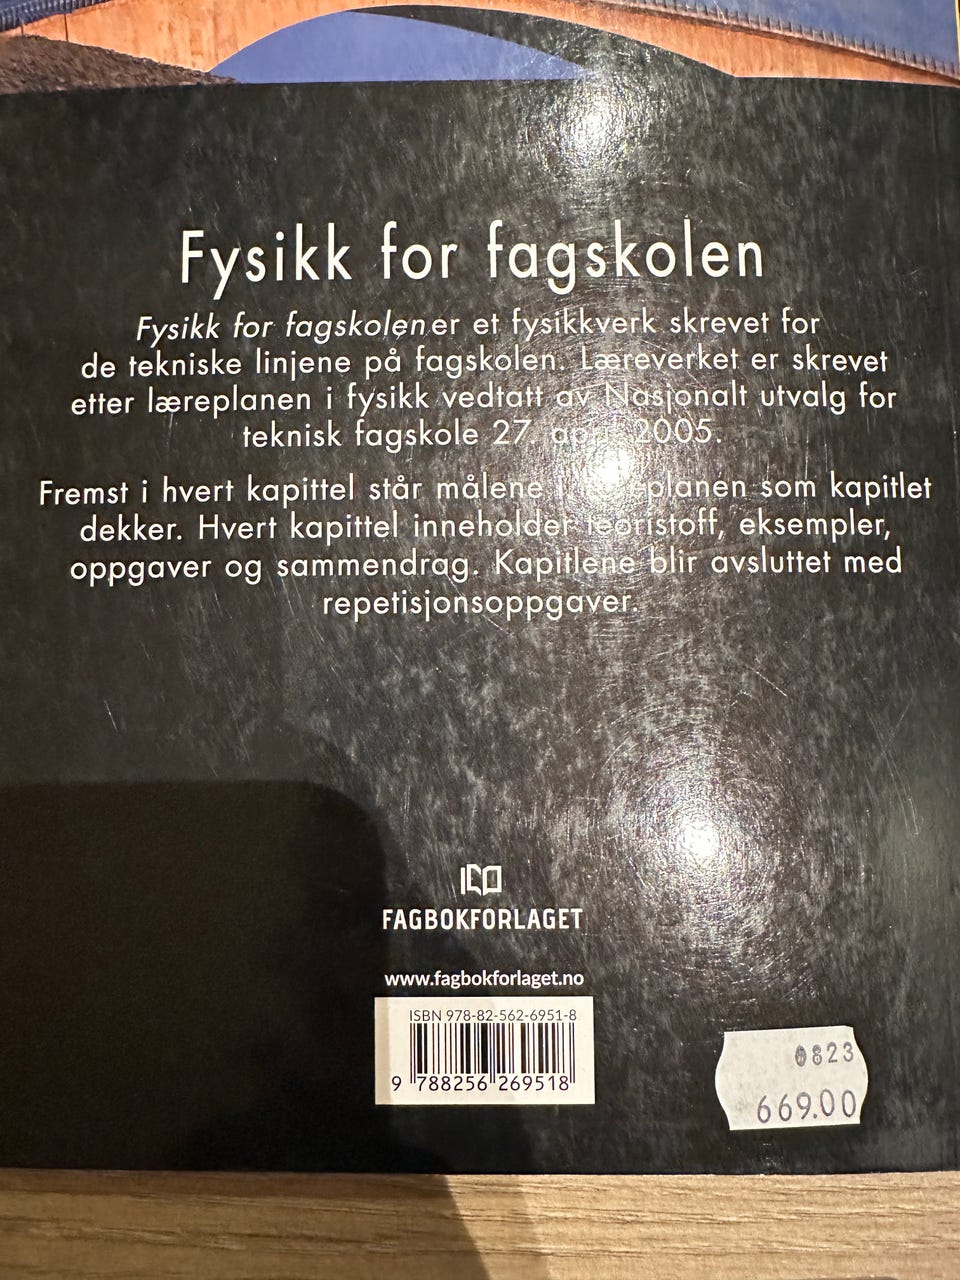 Fysikk for fagskolen
Fysikk for fagskolen er et fysikkverk skrevet for
de tekniske linjene på fagskolen. Læreverket er skrevet
etter læreplanen i fysikk vedtatt av Nasjonalt utvalg for
teknisk fagskole 27. april 2005.
Fremst i hvert kapittel står målene i læreplanen som kapitlet
dekker. Hvert kapittel inneholder teoristoff, eksempler,
oppgaver og sammendrag. Kapitlene blir avsluttet med
repetisjonsoppgaver.
FAGBOKFORLAGET
www.fagbokforlaget.no
ISBN 978-82-562-6951-8
9 788256 269518
0823
669.00